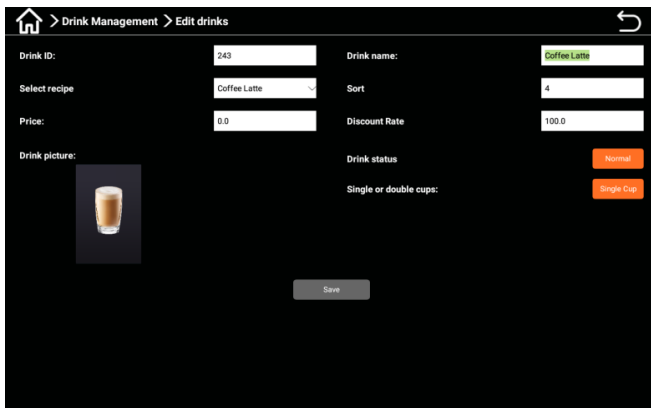 > Drink Management > Edit drinks
Drink ID: 243 Drink name: Coffee Latte
Select recipe Coffee Latte Sort 4
Price: 0.0 Discount Rate 100.0
Drink picture: Drink status Normal
Single or double cups: Single Cup
Save